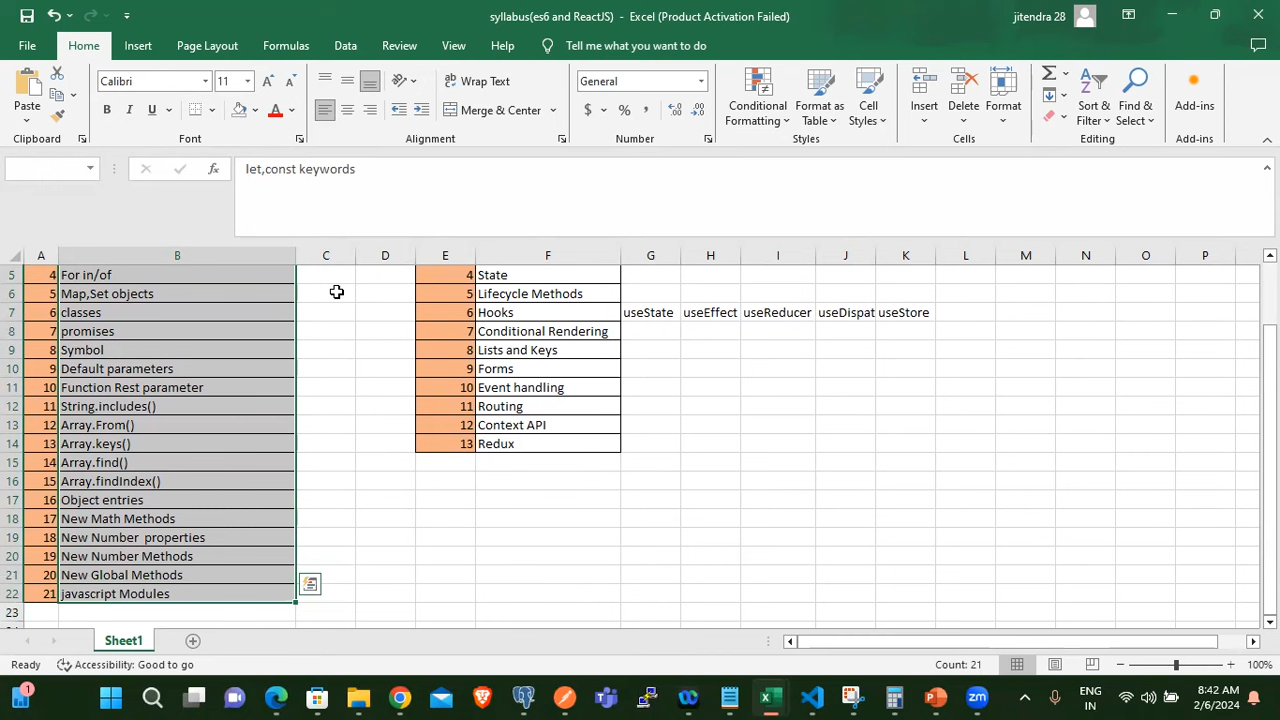 syllabus(es6 and ReactJS) - Excel (Product Activation Failed)
jitendra 28
File Home Insert Page Layout Formulas Data Review View Help Tell me what you want to do
Paste
Calibri 11
B I U
Wrap Text
Merge & Center
General
Conditional Formatting
Format as Table
Cell Styles
Insert
Delete
Format
Sort & Filter
Find & Select
Add-ins
Clipboard Font Alignment Number Styles Cells Editing Add-ins
let,const keywords
A B C D E F G H I J K L M N O P
5 4 For in/of 4 State
6 5 Map,Set objects 5 Lifecycle Methods
7 6 classes 6 Hooks useState useEffect useReducer useDispat useStore
8 7 promises 7 Conditional Rendering
9 8 Symbol 8 Lists and Keys
10 9 Default parameters 9 Forms
11 10 Function Rest parameter 10 Event handling
12 11 String.includes() 11 Routing
13 12 Array.From() 12 Context API
14 13 Array.keys() 13 Redux
15 14 Array.find()
16 15 Array.findIndex()
17 16 Object entries
18 17 New Math Methods
19 18 New Number  properties
20 19 New Number Methods
21 20 New Global Methods
22 21 javascript Modules
23
Sheet1
Ready Accessibility: Good to go Count: 21 100%
1
zm
ENG
IN
8:42 AM
2/6/2024